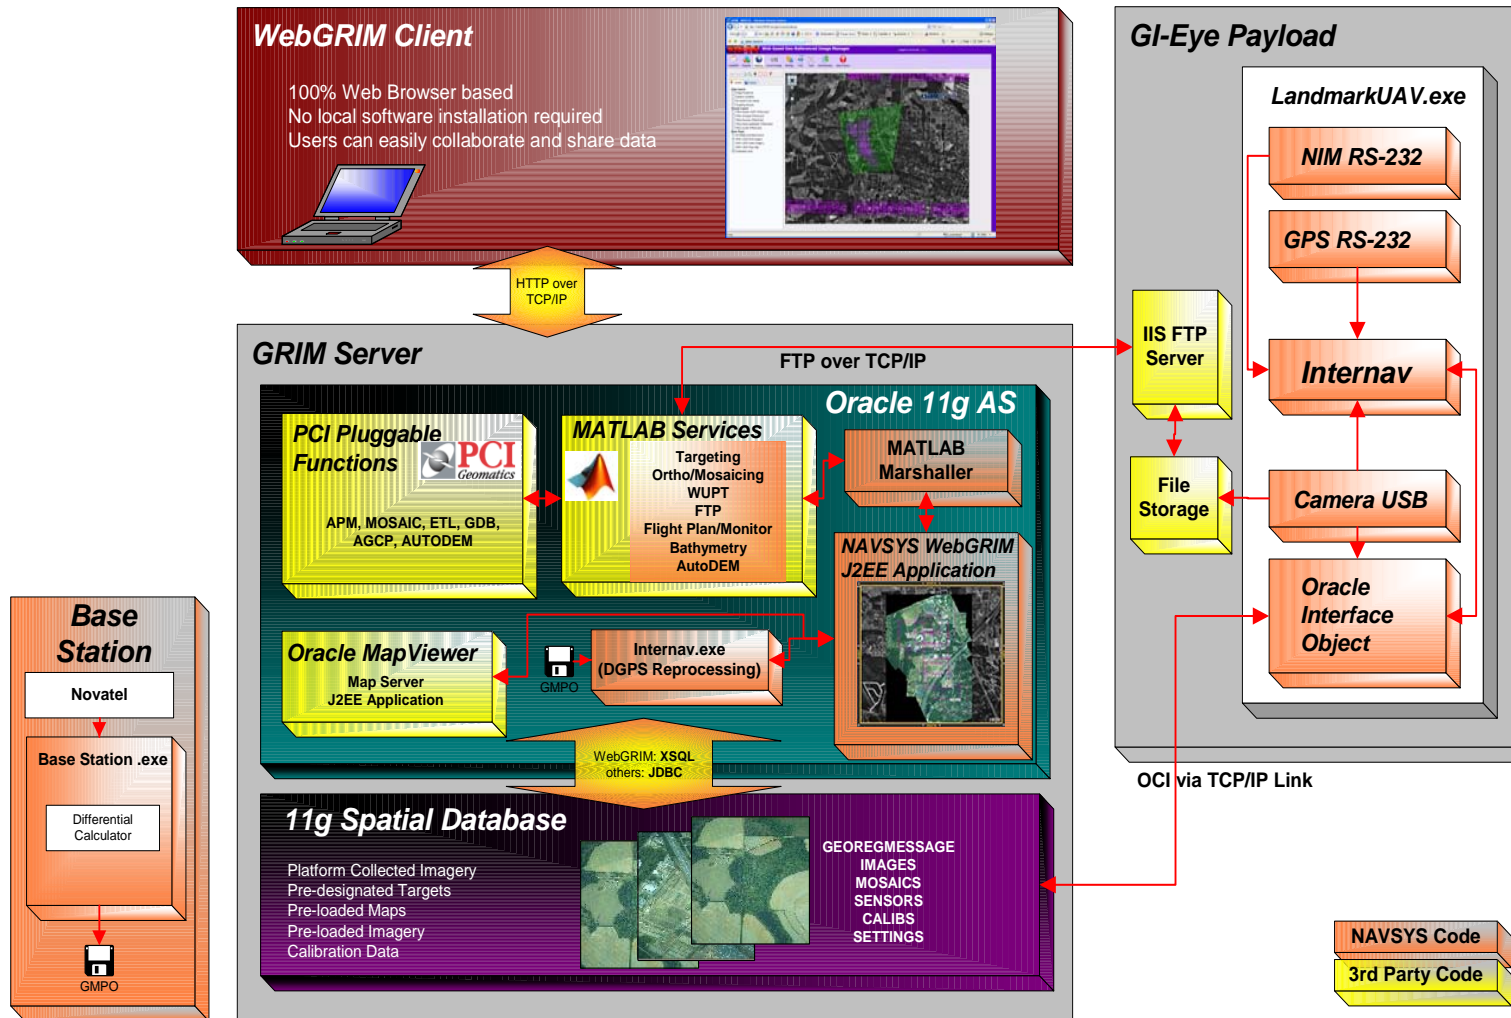 WebGRIM Client
100% Web Browser based
No local software installation required
Users can easily collaborate and share data
HTTP over
TCP/IP
GRIM Server
FTP over TCP/IP
Oracle 11g AS
PCI Pluggable
Functions
PCI
Geomatics
APM, MOSAIC, ETL, GDB,
AGCP, AUTODEM
MATLAB Services
Targeting
Ortho/Mosaicing
WUPT
FTP
Flight Plan/Monitor
Bathymetry
AutoDEM
MATLAB
Marshaller
NAVSYS WebGRIM
J2EE Application
Oracle MapViewer
Map Server
J2EE Application
GMPO
Internav.exe
(DGPS Reprocessing)
WebGRIM: XSQL
others: JDBC
11g Spatial Database
Platform Collected Imagery
Pre-designated Targets
Pre-loaded Maps
Pre-loaded Imagery
Calibration Data
GEOREGMESSAGE
IMAGES
MOSAICS
SENSORS
CALIBS
SETTINGS
Base
Station
Novatel
Base Station .exe
Differential
Calculator
GMPO
GI-Eye Payload
LandmarkUAV.exe
NIM RS-232
GPS RS-232
IIS FTP
Server
Internav
File
Storage
Camera USB
Oracle
Interface
Object
OCI via TCP/IP Link
NAVSYS Code
3rd Party Code